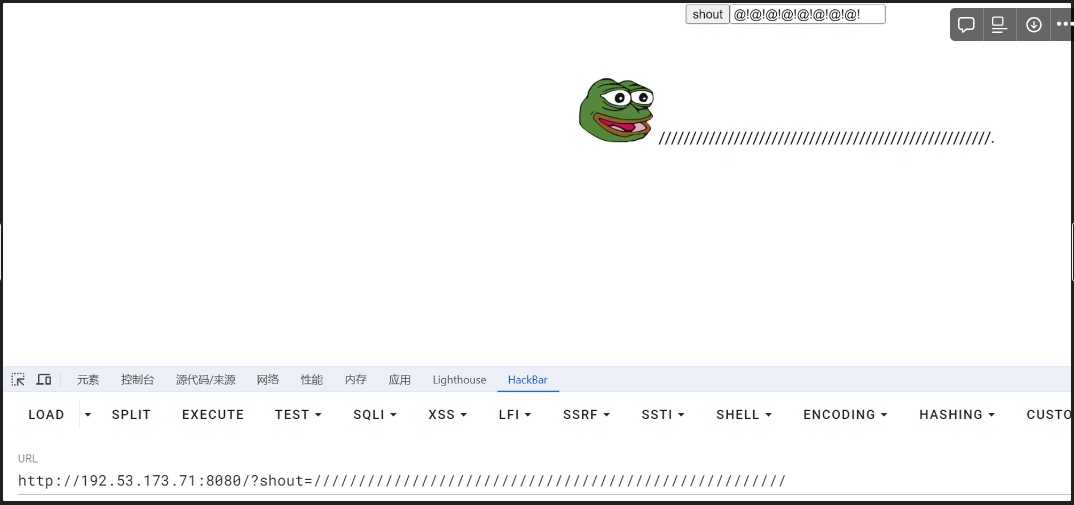 shout @!@!@!@!@!@!@!@!
/////////////////////////////////////////////////////.
元素 控制台 源代码/来源 网络 性能 内存 应用 Lighthouse HackBar
LOAD SPLIT EXECUTE TEST SQLI XSS LFI SSRF SSTI SHELL ENCODING HASHING CUSTO
URL
http://192.53.173.71:8080/?shout=/////////////////////////////////////////////////////